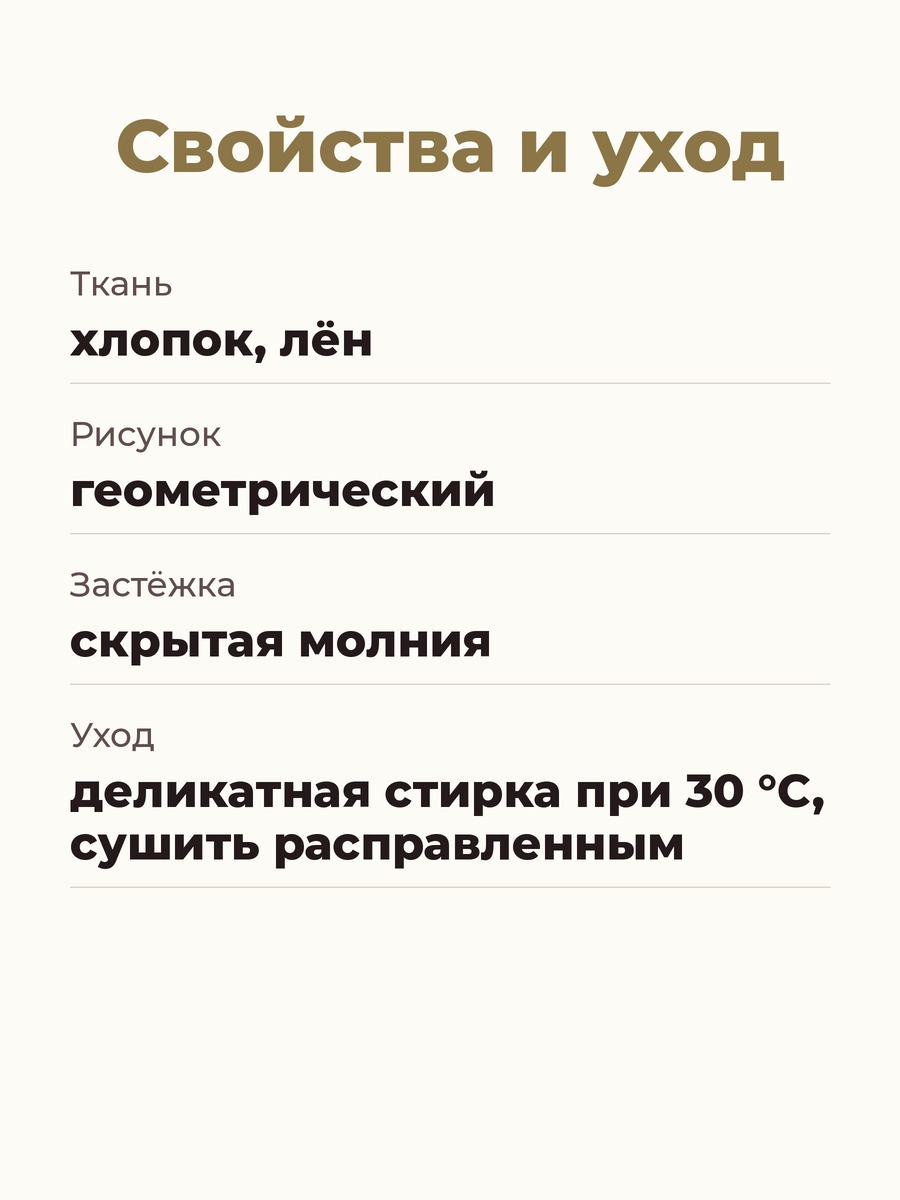 Свойства и уход
Ткань
хлопок, лён
Рисунок
геометрический
Застёжка
скрытая молния
Уход
деликатная стирка при 30 °C,
сушить расправленным